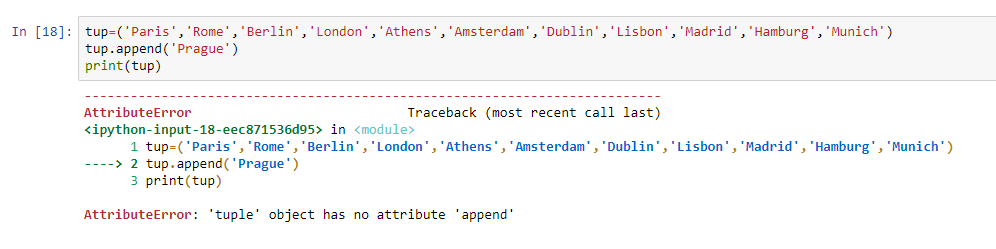 In [18]: tup=('Paris','Rome','Berlin','London','Athens','Amsterdam','Dublin','Lisbon','Madrid','Hamburg','Munich')
tup.append('Prague')
print(tup)
---------------------------------------------------------------------------
AttributeError                            Traceback (most recent call last)
<ipython-input-18-eec871536d95> in <module>
      1 tup=('Paris','Rome','Berlin','London','Athens','Amsterdam','Dublin','Lisbon','Madrid','Hamburg','Munich')
----> 2 tup.append('Prague')
      3 print(tup)
AttributeError: 'tuple' object has no attribute 'append'